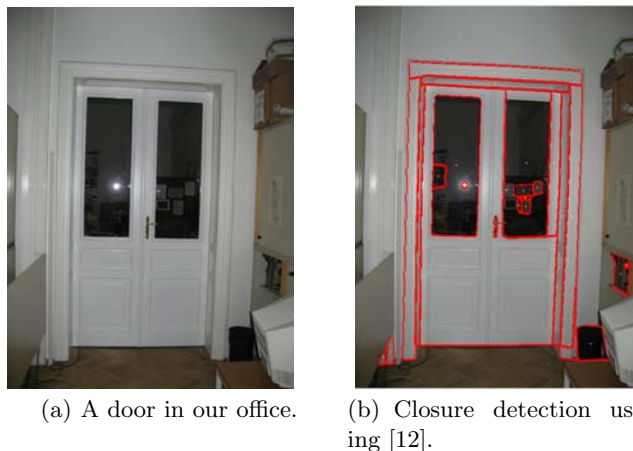 (a) A door in our office.
(b) Closure detection us
ing [12].